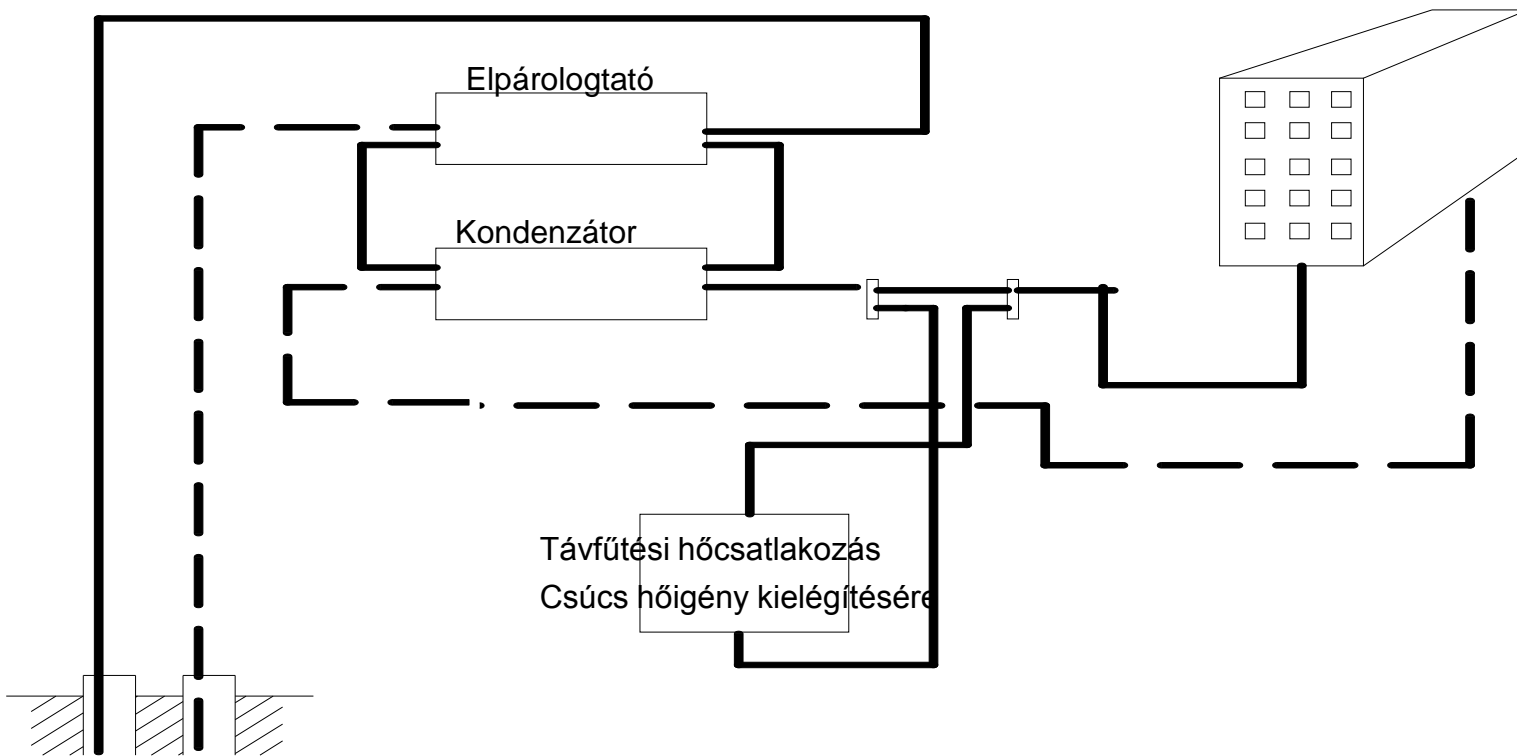 Elpárologtató
Kondenzátor
Távfűtési hőcsatlakozás
Csúcs hőigény kielégítésére